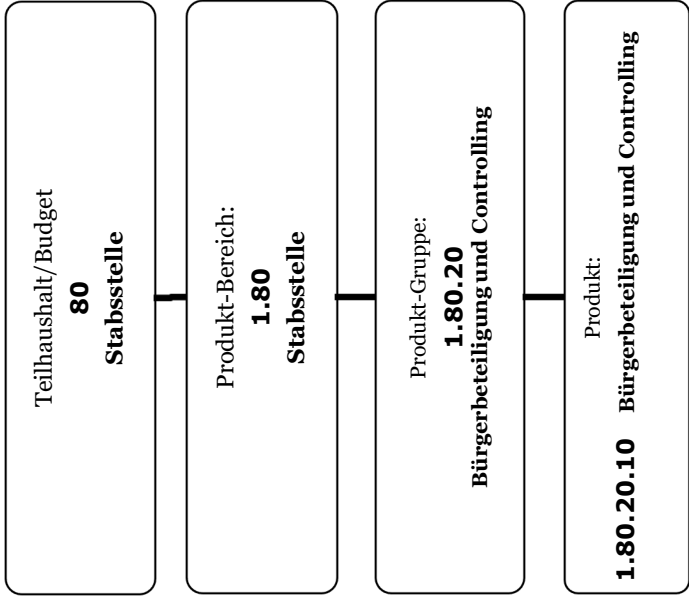 Teilhaushalt/Budget
80
Stabsstelle
Produkt-Bereich:
1.80
Stabsstelle
Produkt-Gruppe:
1.80.20
Bürgerbeteiligung und Controlling
Produkt:
1.80.20.10 Bürgerbeteiligung und Controlling